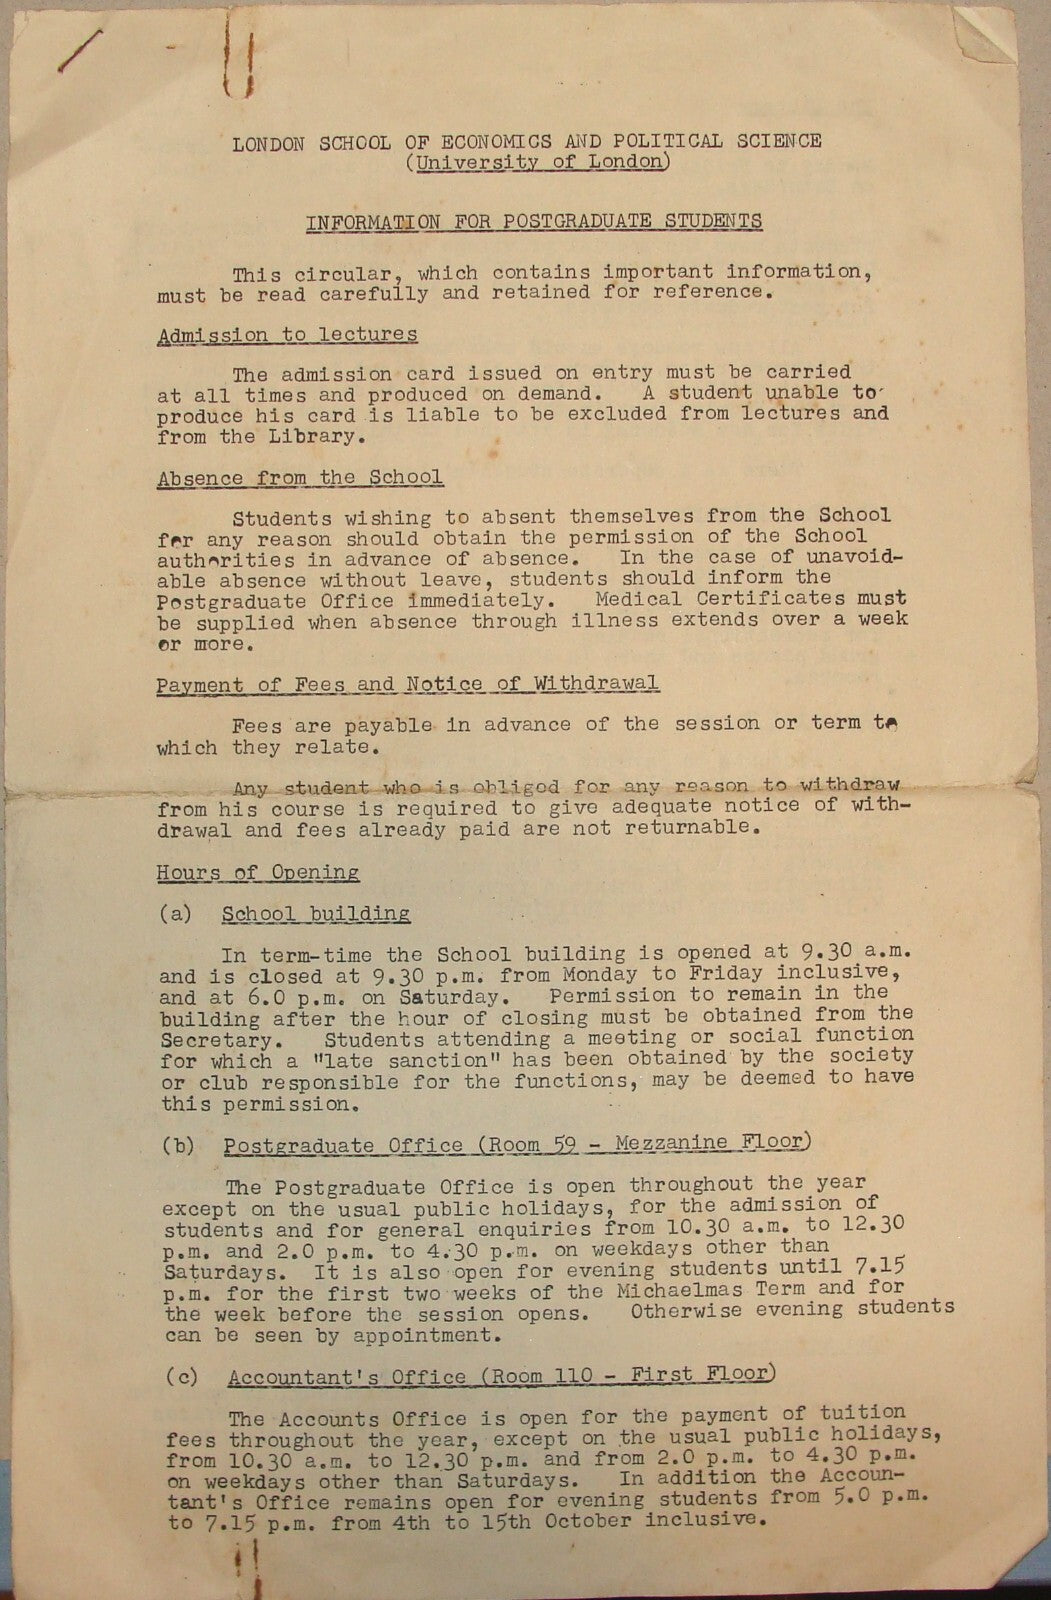 LONDON SCHOOL OF ECONOMICS AND POLITICAL SCIENCE
(University of London)
INFORMATION FOR POSTGRADUATE STUDENTS
This circular, which contains important information,
must be read carefully and retained for reference.
Admission to lectures
The admission card issued on entry must be carried
at all times and produced on demand. A student unable to
produce his card is liable to be excluded from lectures and
from the Library.
Absence from the School
Students wishing to absent themselves from the School
for any reason should obtain the permission of the School
authorities in advance of absence. In the case of unavoid-
able absence without leave, students should inform the
Postgraduate Office immediately. Medical Certificates must
be supplied when absence through illness extends over a week
or more.
Payment of Fees and Notice of Withdrawal
Fees are payable in advance of the session or term to
which they relate.
Any student who is obliged for any reason to withdraw
from his course is required to give adequate notice of with-
drawal and fees already paid are not returnable.
Hours of Opening
(a) School building
In term-time the School building is opened at 9.30 a.m.
and is closed at 9.30 p.m. from Monday to Friday inclusive,
and at 6.0 p.m. on Saturday. Permission to remain in the
building after the hour of closing must be obtained from the
Secretary. Students attending a meeting or social function
for which a "late sanction" has been obtained by the society
or club responsible for the functions, may be deemed to have
this permission.
(b) Postgraduate Office (Room 59 - Mezzanine Floor)
The Postgraduate Office is open throughout the year
except on the usual public holidays, for the admission of
students and for general enquiries from 10.30 a.m. to 12.30
p.m. and 2.0 p.m. to 4.30 p.m. on weekdays other than
Saturdays. It is also open for evening students until 7.15
p.m. for the first two weeks of the Michaelmas Term and for
the week before the session opens. Otherwise evening students
can be seen by appointment.
(c) Accountant's Office (Room 110 - First Floor)
The Accounts Office is open for the payment of tuition
fees throughout the year, except on the usual public holidays,
from 10.30 a.m. to 12.30 p.m. and from 2.0 p.m. to 4.30 p.m.
on weekdays other than Saturdays. In addition the Accoun-
tant's Office remains open for evening students from 5.0 p.m.
to 7.15 p.m. from 4th to 15th October inclusive.